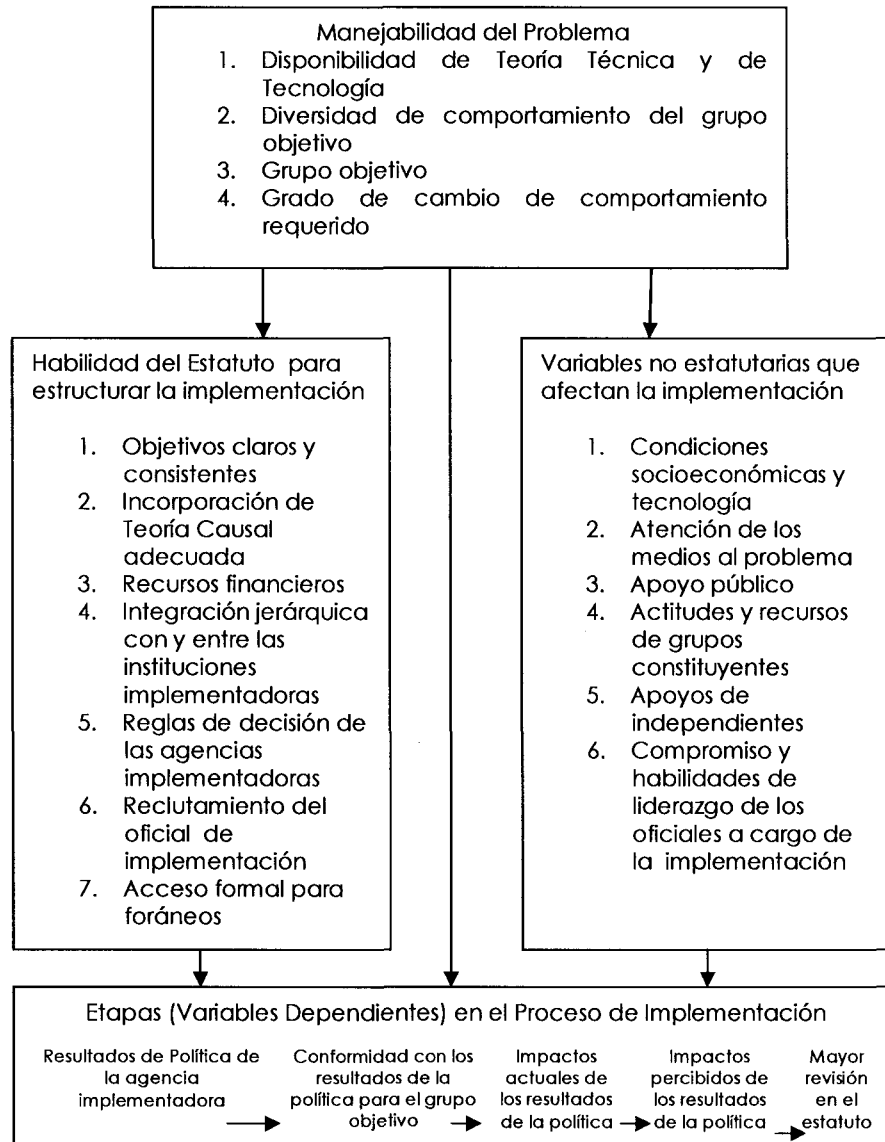 Manejabilidad del Problema
1. Disponibilidad de Teoría Técnica y de
Tecnología
2. Diversidad de comportamiento del grupo
objetivo
3. Grupo objetivo
4. Grado de cambio de comportamiento
requerido
Habilidad del Estatuto para
estructurar la implementación
1. Objetivos claros y
consistentes
2. Incorporación de
Teoría Causal
adecuada
3. Recursos financieros
4. Integración jerárquica
con y entre las
instituciones
implementadoras
5. Reglas de decisión de
las agencias
implementadoras
6. Reclutamiento del
oficial de
implementación
7. Acceso formal para
foráneos
Variables no estatutarias que
afectan la implementación
1. Condiciones
socioeconómicas y
tecnología
2. Atención de los
medios al problema
3. Apoyo público
4. Actitudes y recursos
de grupos
constituyentes
5. Apoyos de
independientes
6. Compromiso y
habilidades de
liderazgo de los
oficiales a cargo de
la implementación
Etapas (Variables Dependientes) en el Proceso de Implementación
Resultados de Política de
la agencia
implementadora
Conformidad con los
resultados de la
política para el grupo
objetivo
Impactos
actuales de
los resultados
de la política
Impactos
percibidos de
los resultados
de la política
Mayor
revisión
en el
estatuto